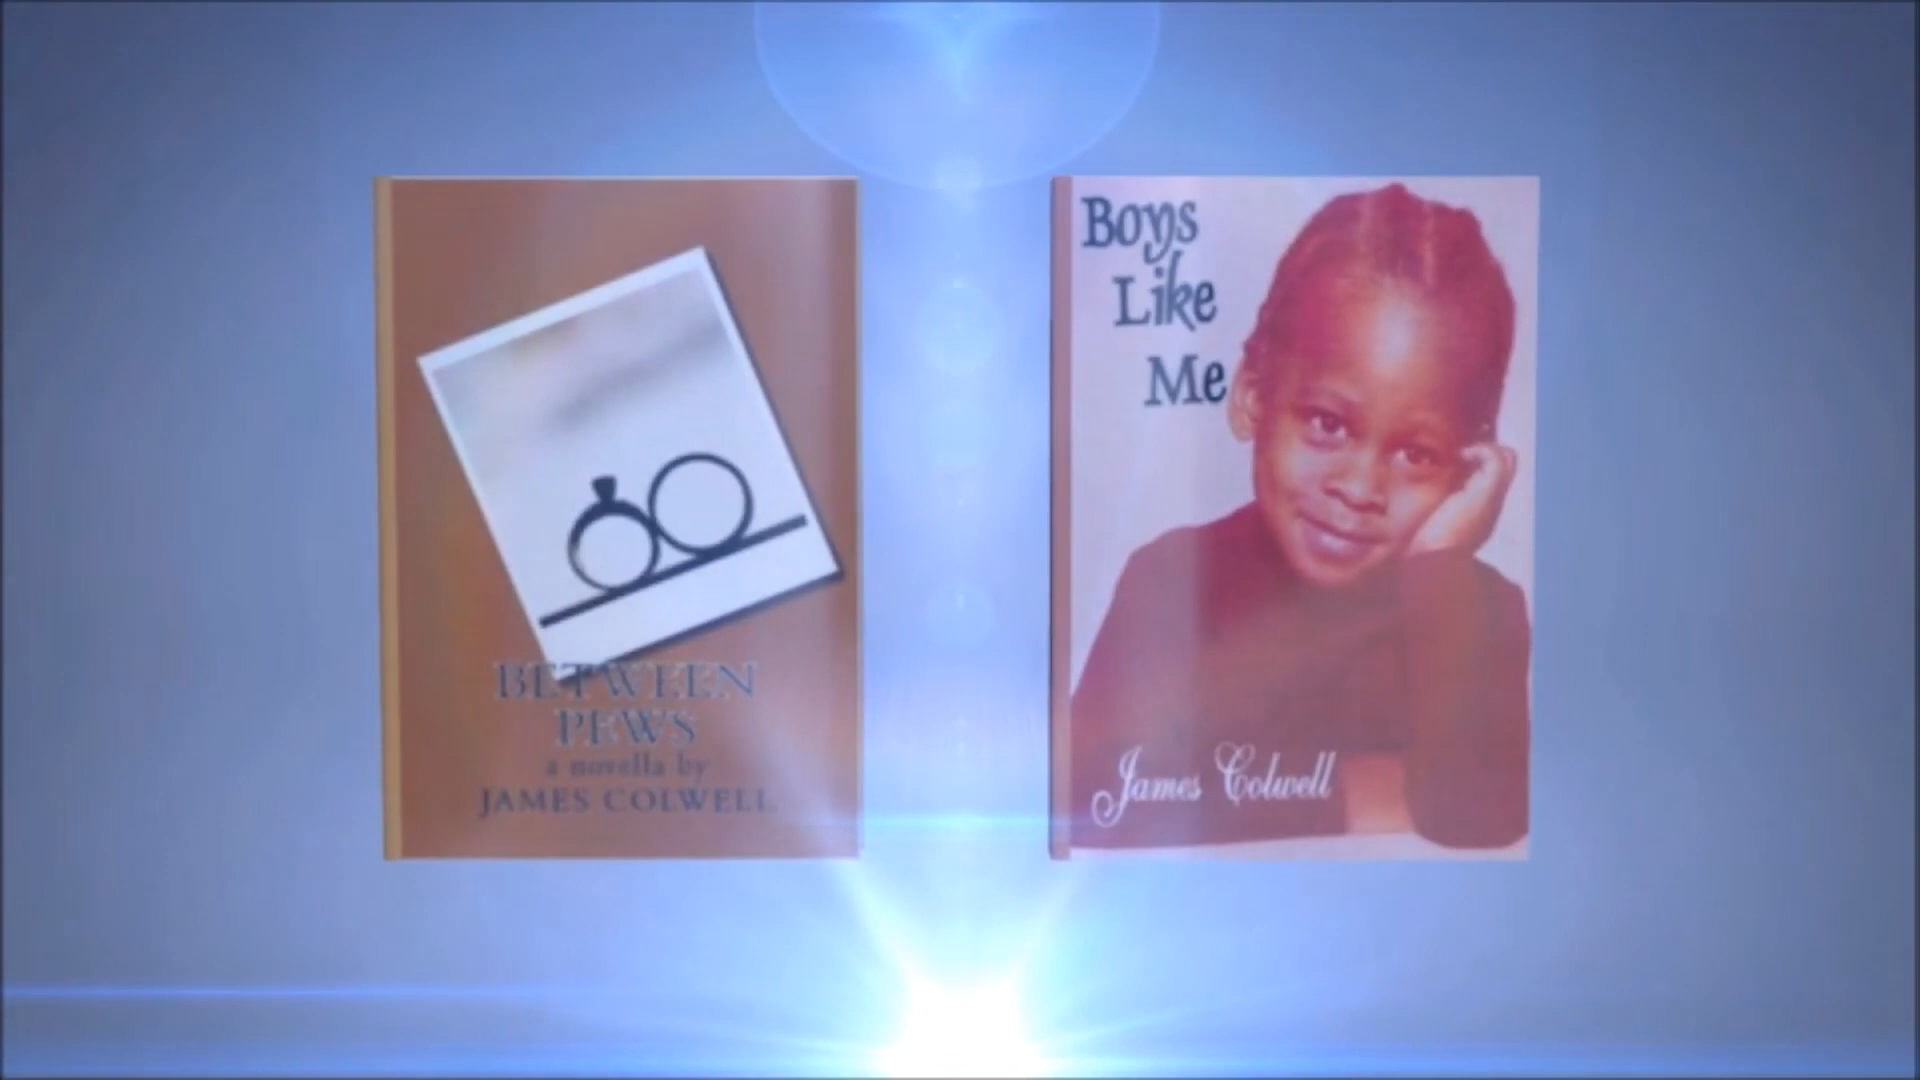 BETWEEN
PEWS
a novella by
JAMES COLWELL
Boys
Like
Me
James Colwell